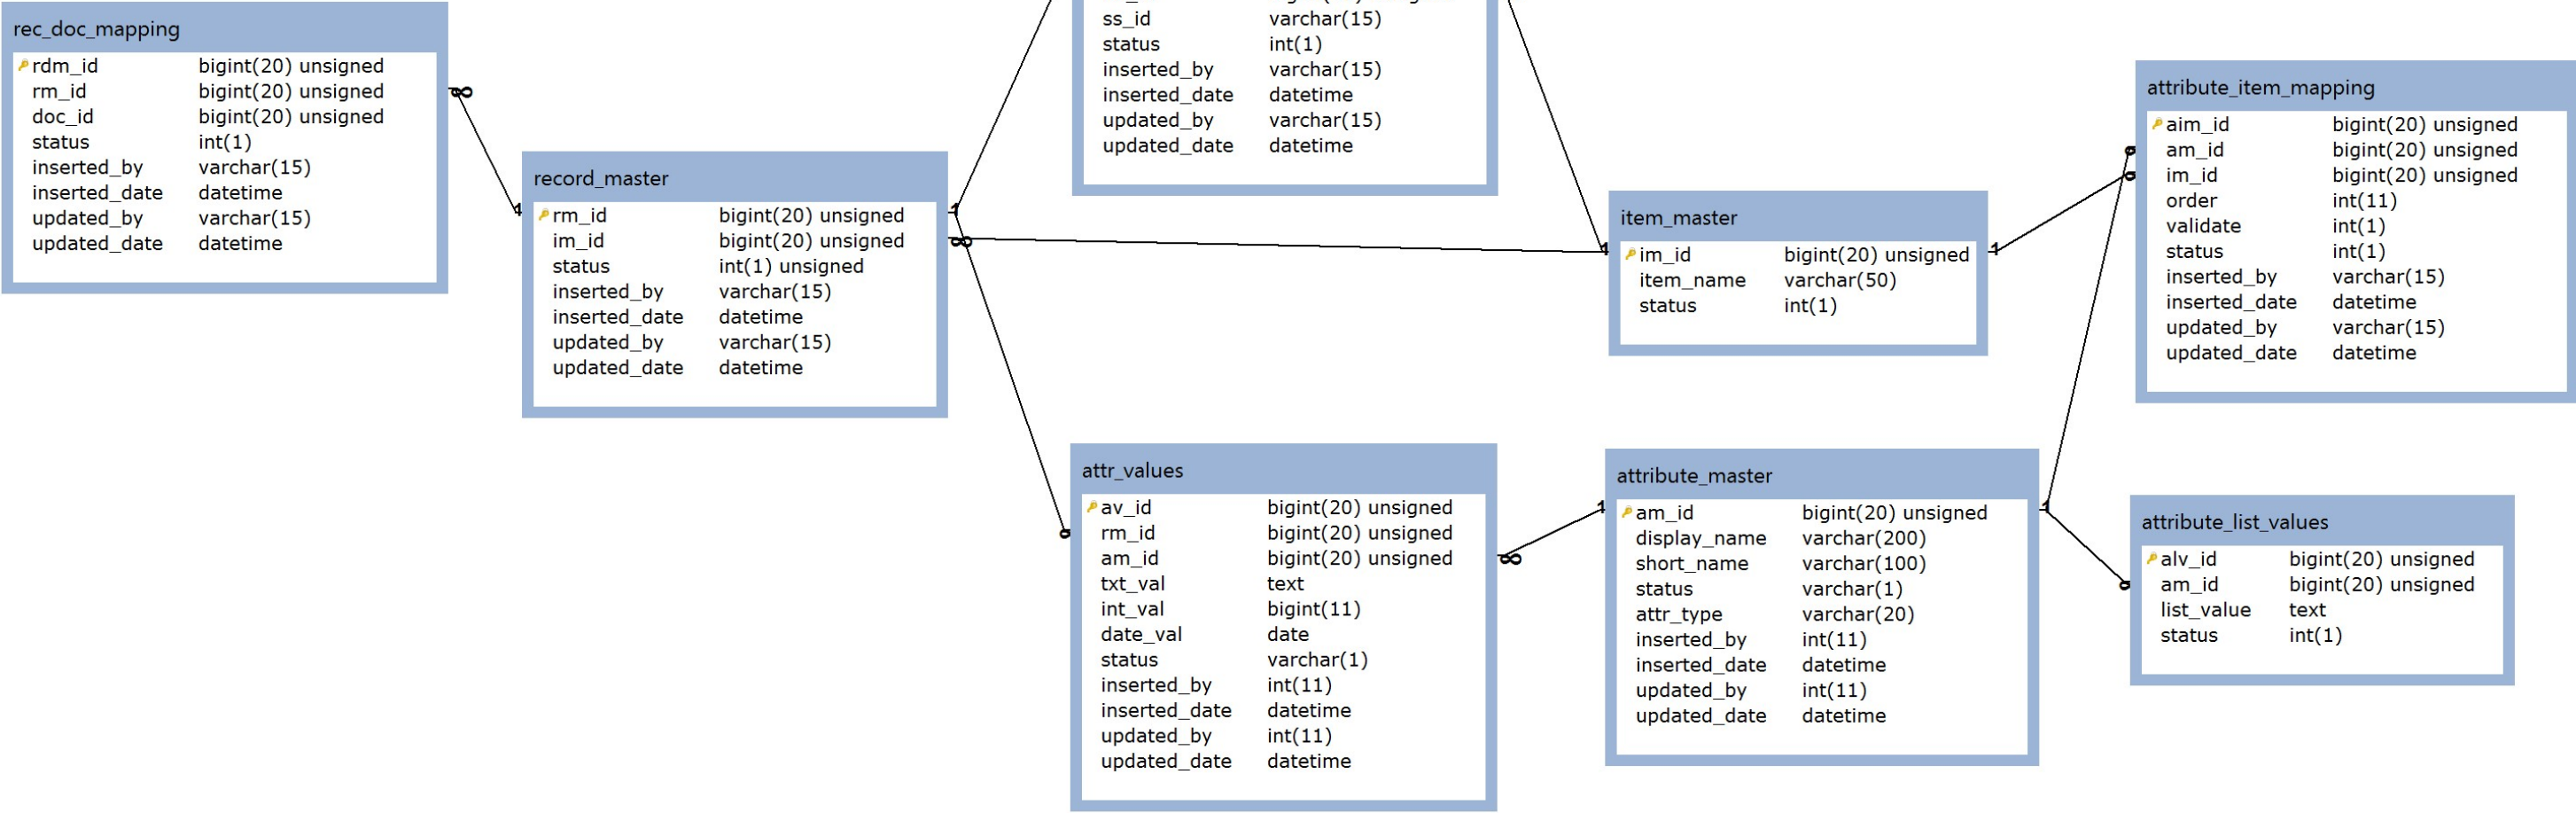 rec_doc_mapping
rdm_id bigint(20) unsigned
rm_id bigint(20) unsigned
doc_id bigint(20) unsigned
status int(1)
inserted_by varchar(15)
inserted_date datetime
updated_by varchar(15)
updated_date datetime
∞
1
record_master
rm_id bigint(20) unsigned
im_id bigint(20) unsigned
status int(1) unsigned
inserted_by varchar(15)
inserted_date datetime
updated_by varchar(15)
updated_date datetime
1
∞
ss_id varchar(15)
status int(1)
inserted_by varchar(15)
inserted_date datetime
updated_by varchar(15)
updated_date datetime
1
item_master
im_id bigint(20) unsigned
item_name varchar(50)
status int(1)
1
attribute_item_mapping
aim_id bigint(20) unsigned
am_id bigint(20) unsigned
im_id bigint(20) unsigned
order int(11)
validate int(1)
status int(1)
inserted_by varchar(15)
inserted_date datetime
updated_by varchar(15)
updated_date datetime
attr_values
av_id bigint(20) unsigned
rm_id bigint(20) unsigned
am_id bigint(20) unsigned
txt_val text
int_val bigint(11)
date_val date
status varchar(1)
inserted_by int(11)
inserted_date datetime
updated_by int(11)
updated_date datetime
∞
1
attribute_master
am_id bigint(20) unsigned
display_name varchar(200)
short_name varchar(100)
status varchar(1)
attr_type varchar(20)
inserted_by int(11)
inserted_date datetime
updated_by int(11)
updated_date datetime
1
attribute_list_values
alv_id bigint(20) unsigned
am_id bigint(20) unsigned
list_value text
status int(1)